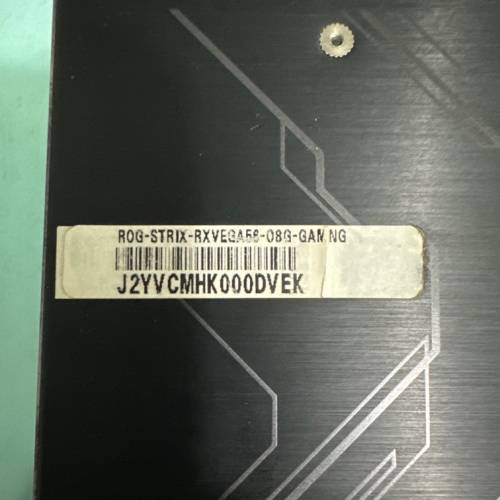 ROG-STRIX-RXVEGA56-O8G-GAMING
J2YVCMHK000DVEK